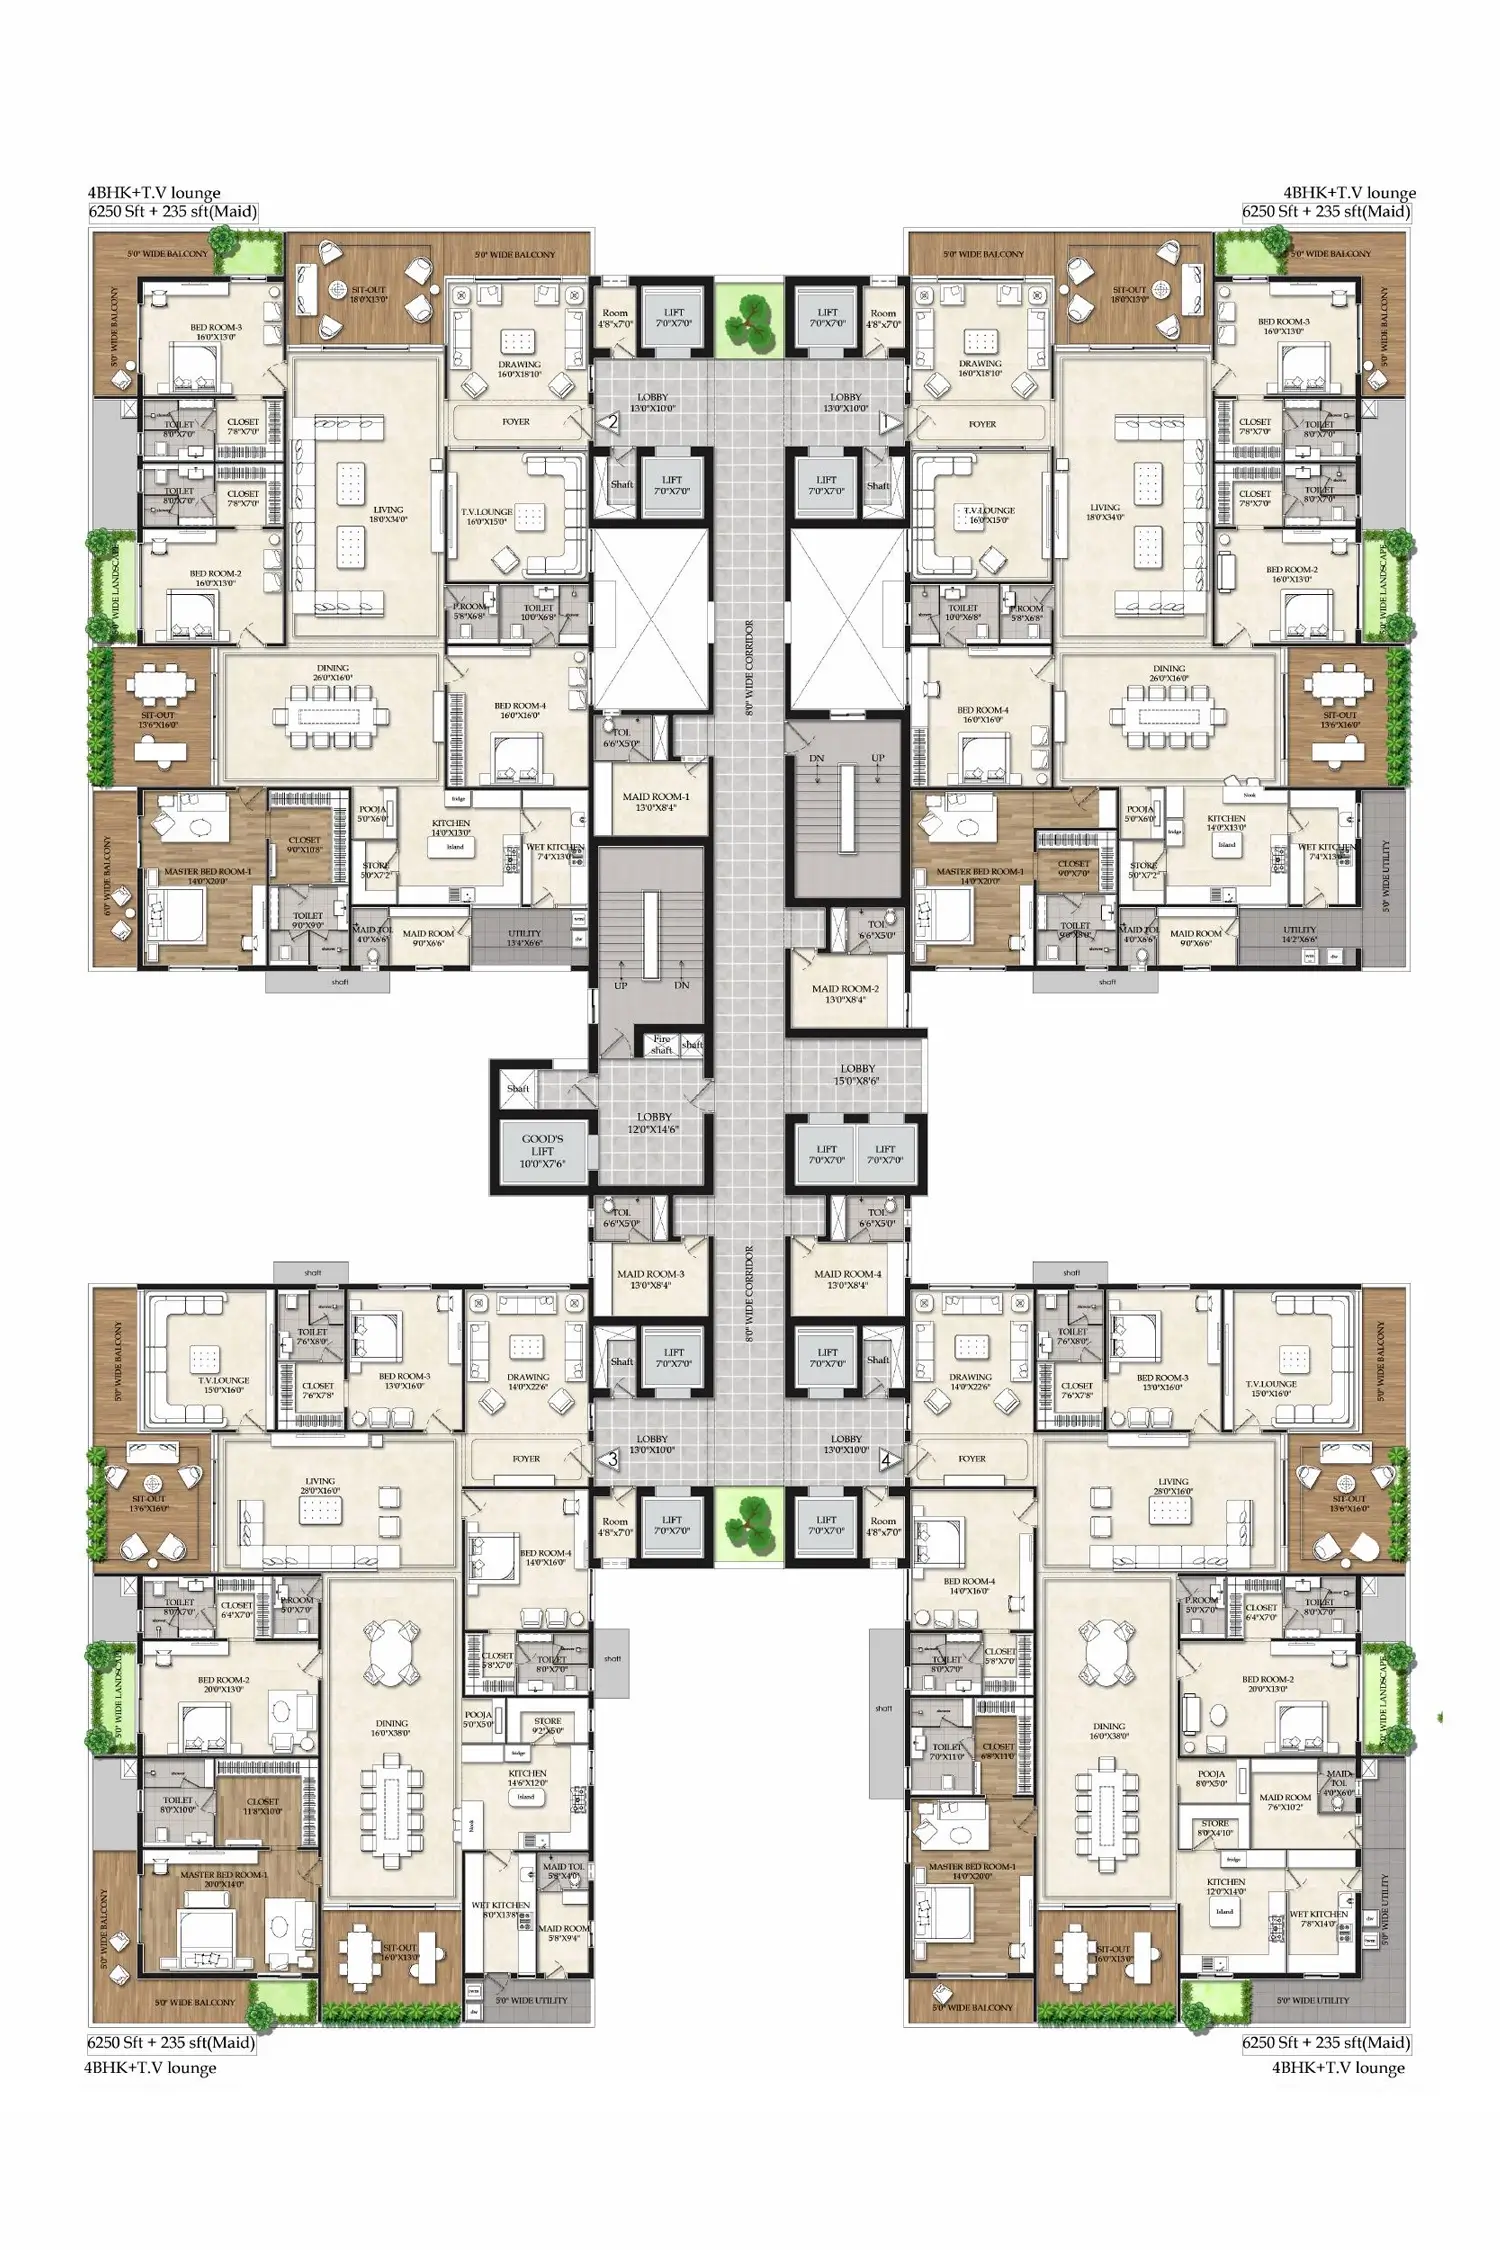 4BHK+T.V lounge
6250 Sft + 235 sft(Maid)
4BHK+T.V lounge
6250 Sft + 235 sft(Maid)
5'0" WIDE BALCONY
5'0" WIDE BALCONY
SIT-OUT
18'0"X13'0"
5'0" WIDE BALCONY
BED ROOM-3
16'0"X13'0"
DRAWING
16'0"X18'10"
FOYER
TOILET
8'0"X7'0"
CLOSET
7'8"X7'0"
TOILET
8'0"X7'0"
CLOSET
7'8"X7'0"
LIVING
18'0"X34'0"
T.V.LOUNGE
16'0"X15'0"
BED ROOM-2
16'0"X13'0"
WIDE LANDSCAPE
P.ROOM
5'8"X6'8"
TOILET
10'0"X6'8"
DINING
26'0"X16'0"
SIT-OUT
13'6"X16'0"
BED ROOM-4
16'0"X16'0"
6'0" WIDE BALCONY
MASTER BED ROOM-1
14'0"X20'0"
CLOSET
9'0"X10'8"
POOJA
5'0"X6'0"
fridge
KITCHEN
14'0"X13'0"
Island
STORE
5'0"X7'2"
WET KITCHEN
7'4"X13'0"
TOILET
9'0"X9'0"
MAID TOI.
4'0"X6'6"
MAID ROOM
9'0"X6'6"
UTILITY
13'4"X6'6"
shaft
Room
4'8"x7'0"
LIFT
7'0"X7'0"
LIFT
7'0"X7'0"
Room
4'8"x7'0"
LOBBY
13'0"X10'0"
LOBBY
13'0"X10'0"
2
1
Shaft
LIFT
7'0"X7'0"
LIFT
7'0"X7'0"
Shaft
8'0" WIDE CORRIDOR
TOI.
6'6"X5'0"
MAID ROOM-1
13'0"X8'4"
DN
UP
UP
DN
TOI.
6'6"X5'0"
MAID ROOM-2
13'0"X8'4"
Fire
shaft
shaft
LOBBY
15'0"X8'6"
Shaft
LOBBY
12'0"X14'6"
GOOD'S
LIFT
10'0"X7'6"
LIFT
7'0"X7'0"
LIFT
7'0"X7'0"
5'0" WIDE BALCONY
SIT-OUT
18'0"X13'0"
5'0" WIDE BALCONY
5'0" WIDE BALCONY
DRAWING
16'0"X18'10"
BED ROOM-3
16'0"X13'0"
FOYER
CLOSET
7'8"X7'0"
TOILET
8'0"X7'0"
CLOSET
7'8"X7'0"
TOILET
8'0"X7'0"
T.V.LOUNGE
16'0"X15'0"
LIVING
18'0"X34'0"
BED ROOM-2
16'0"X13'0"
WIDE LANDSCAPE
TOILET
10'0"X6'8"
P.ROOM
5'8"X6'8"
DINING
26'0"X16'0"
BED ROOM-4
16'0"X16'0"
SIT-OUT
13'6"X16'0"
MASTER BED ROOM-1
14'0"X20'0"
CLOSET
9'0"X7'0"
POOJA
5'0"X6'0"
Nook
fridge
KITCHEN
14'0"X13'0"
Island
STORE
5'0"X7'2"
WET KITCHEN
7'4"X13'0"
5'0" WIDE UTILITY
TOILET
9'0"X8'0"
MAID TOI.
4'0"X6'6"
MAID ROOM
9'0"X6'6"
UTILITY
14'2"X6'6"
shaft
TOI.
6'6"X5'0"
TOI.
6'6"X5'0"
MAID ROOM-3
13'0"X8'4"
MAID ROOM-4
13'0"X8'4"
8'0" WIDE CORRIDOR
Shaft
LIFT
7'0"X7'0"
LIFT
7'0"X7'0"
Shaft
LOBBY
13'0"X10'0"
LOBBY
13'0"X10'0"
3
4
Room
4'8"x7'0"
LIFT
7'0"X7'0"
LIFT
7'0"X7'0"
Room
4'8"x7'0"
shaft
5'0" WIDE BALCONY
T.V.LOUNGE
15'0"X16'0"
TOILET
7'6"X8'0"
CLOSET
7'6"X7'8"
BED ROOM-3
13'0"X16'0"
DRAWING
14'0"X22'6"
FOYER
SIT-OUT
13'6"X16'0"
LIVING
28'0"X16'0"
BED ROOM-4
14'0"X16'0"
TOILET
8'0"X7'0"
CLOSET
6'4"X7'0"
P.ROOM
5'0"X7'0"
CLOSET
5'8"X7'0"
TOILET
8'0"X7'0"
shaft
5'0" WIDE LANDSCAPE
BED ROOM-2
20'0"X13'0"
DINING
16'0"X38'0"
POOJA
5'0"X5'0"
STORE
9'2"X5'0"
fridge
KITCHEN
14'6"X12'0"
Island
Nook
TOILET
8'0"X10'0"
CLOSET
11'8"X10'0"
MASTER BED ROOM-1
20'0"X14'0"
5'0" WIDE BALCONY
MAID TOI.
5'8"X4'0"
WET KITCHEN
8'0"X13'8"
MAID ROOM
5'8"X9'4"
SIT-OUT
16'0"X13'0"
5'0" WIDE BALCONY
5'0" WIDE UTILITY
6250 Sft + 235 sft(Maid)
4BHK+T.V lounge
shaft
DRAWING
14'0"X22'6"
TOILET
7'6"X8'0"
CLOSET
7'6"X7'8"
BED ROOM-3
13'0"X16'0"
T.V.LOUNGE
15'0"X16'0"
5'0" WIDE BALCONY
FOYER
LIVING
28'0"X16'0"
SIT-OUT
13'6"X16'0"
BED ROOM-4
14'0"X16'0"
P.ROOM
5'0"X7'0"
CLOSET
6'4"X7'0"
TOILET
8'0"X7'0"
TOILET
8'0"X7'0"
CLOSET
5'8"X7'0"
shaft
BED ROOM-2
20'0"X13'0"
WIDE LANDSCAPE
DINING
16'0"X38'0"
TOILET
7'0"X11'0"
CLOSET
6'8"X11'0"
POOJA
8'0"X5'0"
MAID
TOI.
4'0"X6'0"
MAID ROOM
7'6"X10'2"
STORE
8'0"X4'10"
fridge
MASTER BED ROOM-1
14'0"X20'0"
KITCHEN
12'0"X14'0"
Island
WET KITCHEN
7'8"X14'0"
5'0" WIDE UTILITY
SIT-OUT
16'0"X13'0"
5'0" WIDE BALCONY
5'0" WIDE UTILITY
6250 Sft + 235 sft(Maid)
4BHK+T.V lounge